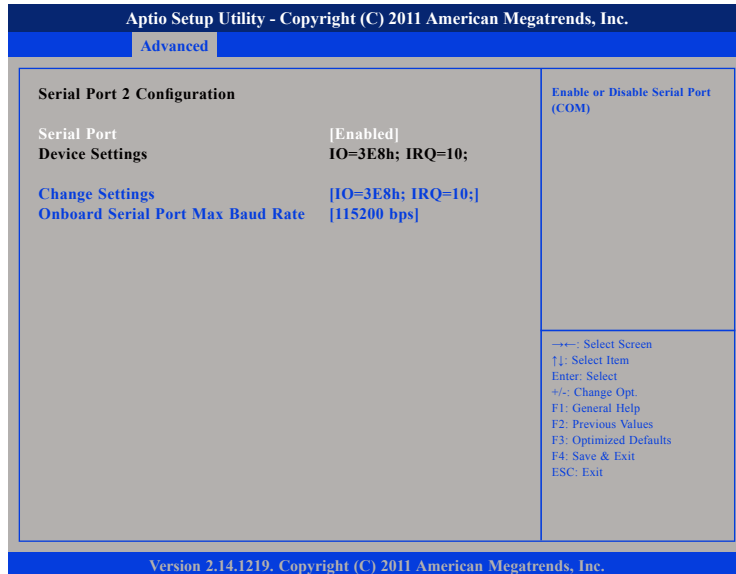 Aptio Setup Utility - Copyright (C) 2011 American Megatrends, Inc.
Advanced
Serial Port 2 Configuration
Serial Port [Enabled]
Device Settings IO=3E8h; IRQ=10;
Change Settings [IO=3E8h; IRQ=10;]
Onboard Serial Port Max Baud Rate [115200 bps]
Enable or Disable Serial Port
(COM)
→←: Select Screen
↑↓: Select Item
Enter: Select
+/-: Change Opt.
F1: General Help
F2: Previous Values
F3: Optimized Defaults
F4: Save & Exit
ESC: Exit
Version 2.14.1219. Copyright (C) 2011 American Megatrends, Inc.